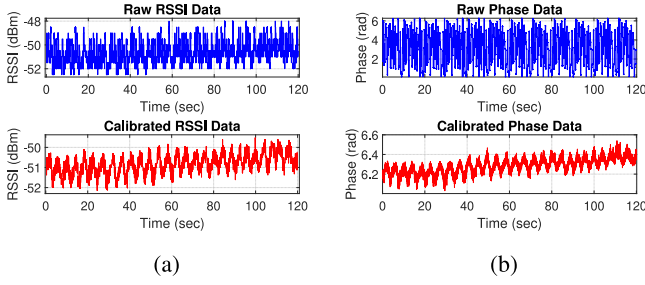 Raw RSSI Data
RSSI (dBm)
-48
-50
-52
0 20 40 60 80 100 120
Time (sec)
Calibrated RSSI Data
RSSI (dBm)
-50
-51
-52
0 20 40 60 80 100 120
Time (sec)
(a)
Raw Phase Data
Phase (rad)
6
4
2
0 20 40 60 80 100 120
Time (sec)
Calibrated Phase Data
Phase (rad)
6.6
6.4
6.2
0 20 40 60 80 100 120
Time (sec)
(b)